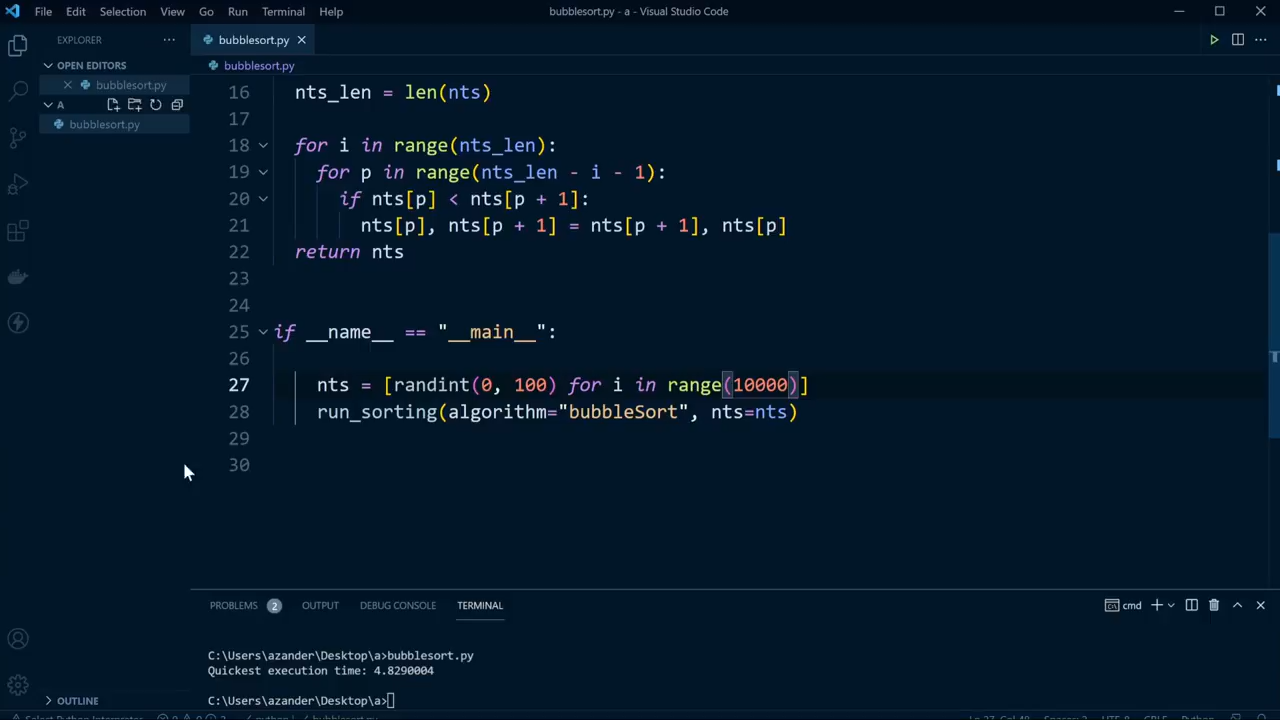 File Edit Selection View Go Run Terminal Help bubblesort.py - a - Visual Studio Code
EXPLORER
bubblesort.py
OPEN EDITORS
bubblesort.py
bubblesort.py
A
bubblesort.py
16 nts_len = len(nts)
17
18 for i in range(nts_len):
19 for p in range(nts_len - i - 1):
20 if nts[p] < nts[p + 1]:
21 nts[p], nts[p + 1] = nts[p + 1], nts[p]
22 return nts
23
24
25 if __name__ == "__main__":
26
27 nts = [randint(0, 100) for i in range(10000)]
28 run_sorting(algorithm="bubbleSort", nts=nts)
29
30
PROBLEMS 2 OUTPUT DEBUG CONSOLE TERMINAL
cmd
C:\Users\azander\Desktop\a>bubblesort.py
Quickest execution time: 4.8290004
C:\Users\azander\Desktop\a>
OUTLINE